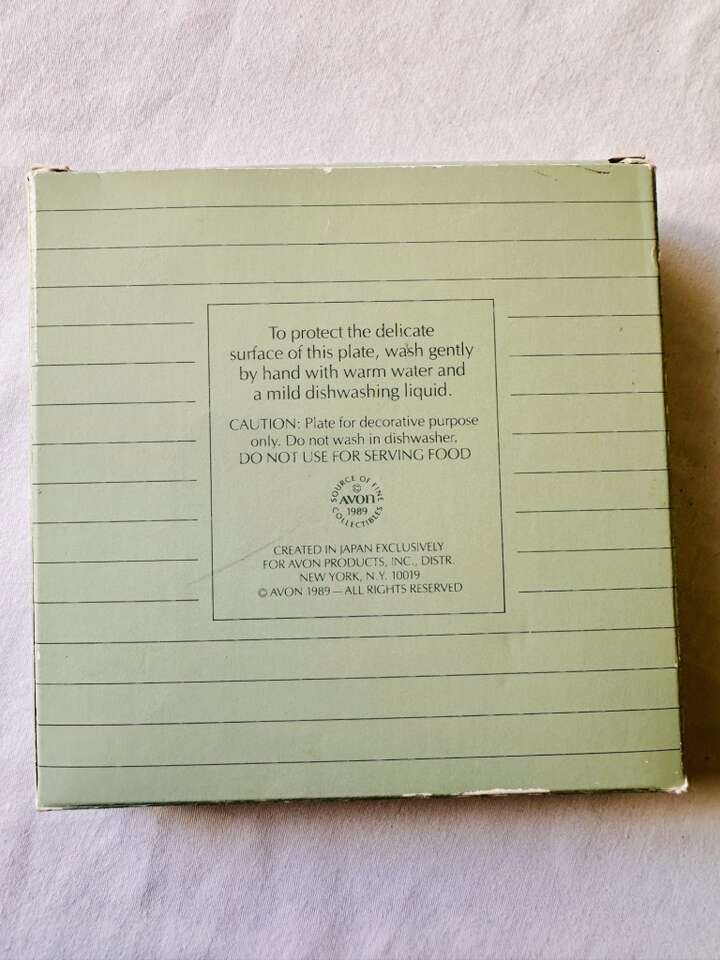 To protect the delicate
surface of this plate, wash gently
by hand with warm water and
a mild dishwashing liquid.
CAUTION: Plate for decorative purpose
only. Do not wash in dishwasher.
DO NOT USE FOR SERVING FOOD
SOURCE OF FINE
©
AVON
1989
COLLECTIBLES
CREATED IN JAPAN EXCLUSIVELY
FOR AVON PRODUCTS, INC., DISTR.
NEW YORK, N.Y. 10019
© AVON 1989—ALL RIGHTS RESERVED